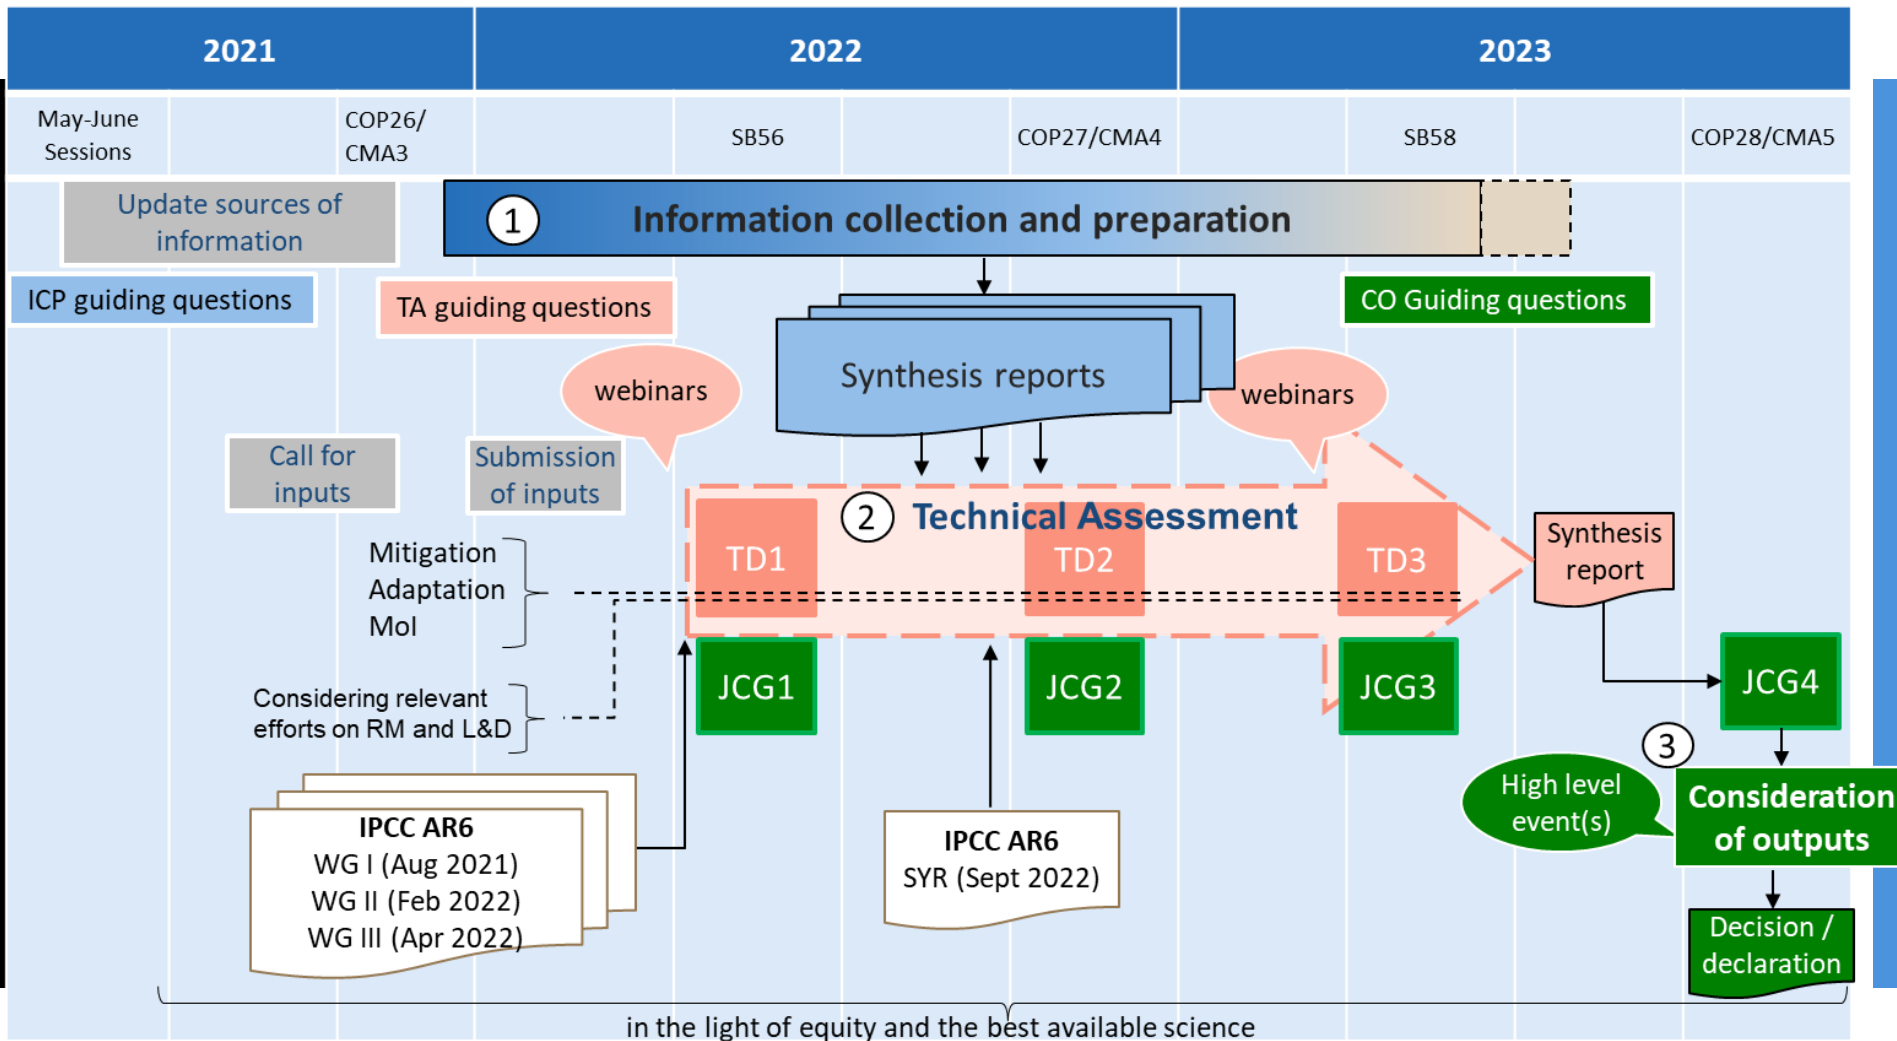 2021
2022
2023
May-June
Sessions
COP26/
CMA3
SB56
COP27/CMA4
SB58
COP28/CMA5
Update sources of
information
1
Information collection and preparation
ICP guiding questions
TA guiding questions
CO Guiding questions
Synthesis reports
webinars
webinars
Call for
inputs
Submission
of inputs
2
Technical Assessment
Mitigation
Adaptation
MoI
TD1
TD2
TD3
Synthesis
report
Considering relevant
efforts on RM and L&D
JCG1
JCG2
JCG3
JCG4
3
High level
event(s)
Consideration
of outputs
IPCC AR6
WG I (Aug 2021)
WG II (Feb 2022)
WG III (Apr 2022)
IPCC AR6
SYR (Sept 2022)
Decision /
declaration
in the light of equity and the best available science